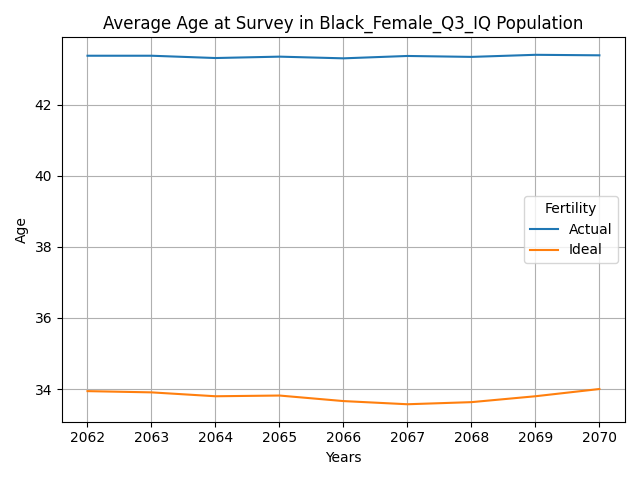 Average Age at Survey in Black_Female_Q3_IQ Population
42
40
38
36
34
Age
Fertility
Actual
Ideal
2062 2063 2064 2065 2066 2067 2068 2069 2070
Years